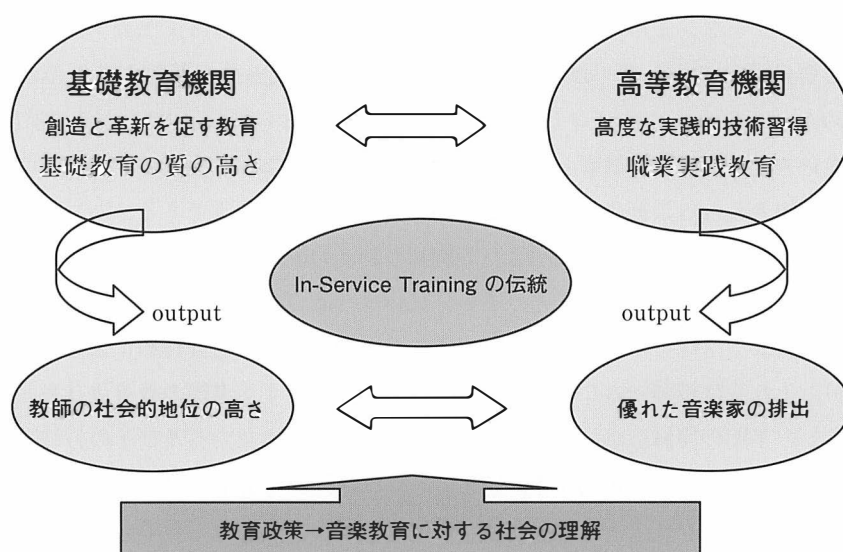 基礎教育機関
創造と革新を促す教育
基礎教育の質の高さ
高等教育機関
高度な実践的技術習得
職業実践教育
In-Service Training の伝統
output
output
教師の社会的地位の高さ
優れた音楽家の排出
教育政策→音楽教育に対する社会の理解